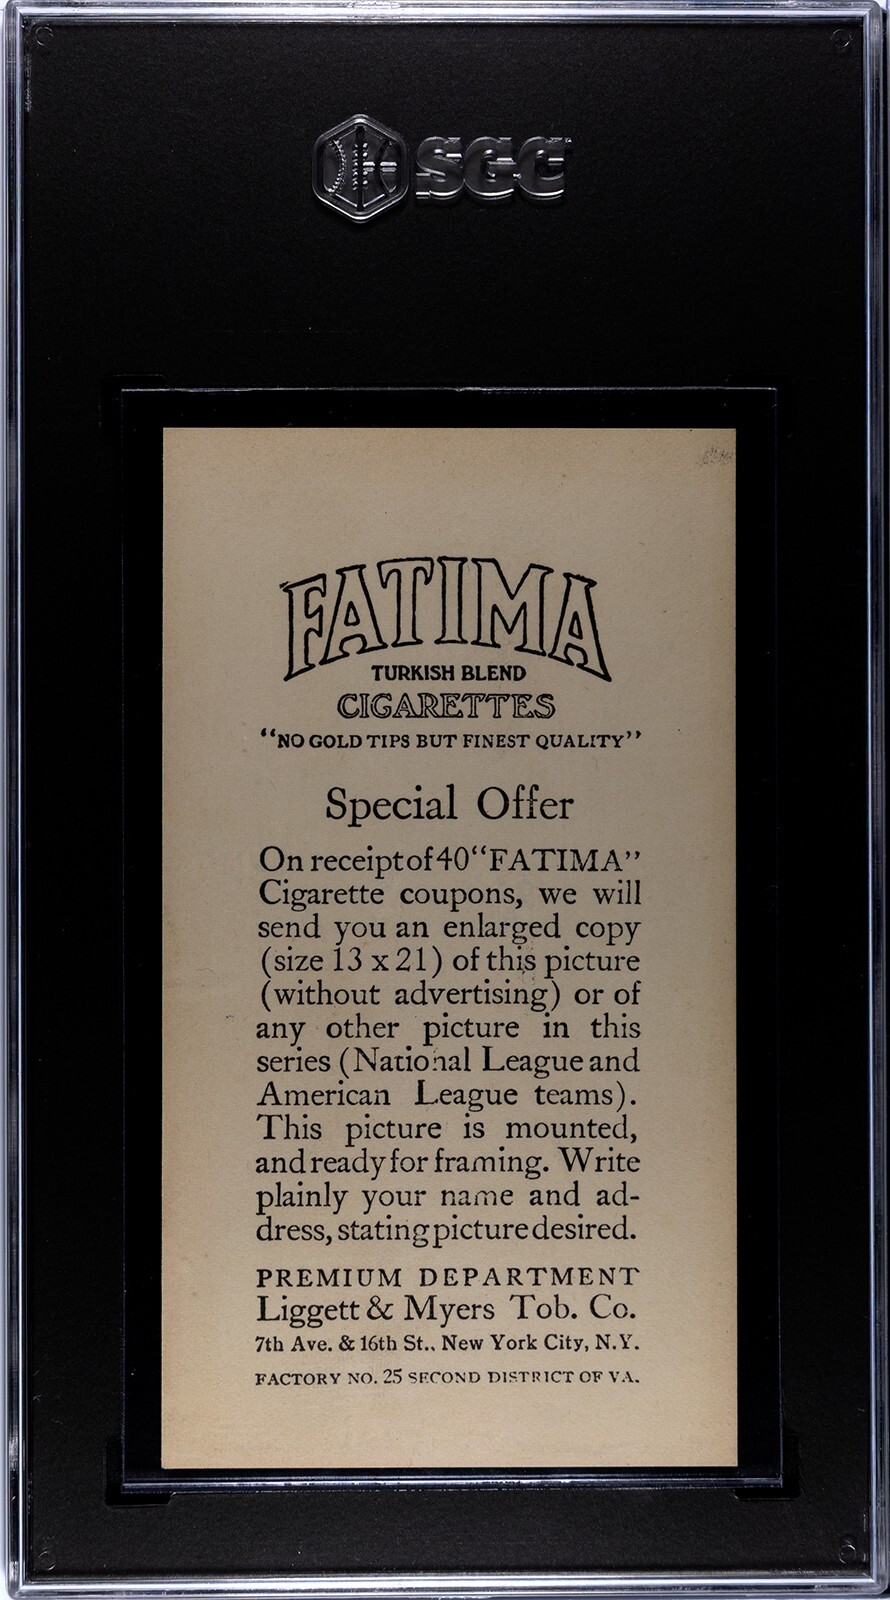 SGC
FATIMA
TURKISH BLEND
CIGARETTES
“NO GOLD TIPS BUT FINEST QUALITY”
Special Offer
On receipt of 40 “FATIMA”
Cigarette coupons, we will
send you an enlarged copy
(size 13 x 21) of this picture
(without advertising) or of
any other picture in this
series (National League and
American League teams).
This picture is mounted,
and ready for framing. Write
plainly your name and ad-
dress, stating picture desired.
PREMIUM DEPARTMENT
Liggett & Myers Tob. Co.
7th Ave. & 16th St., New York City, N.Y.
FACTORY NO. 25 SECOND DISTRICT OF VA.